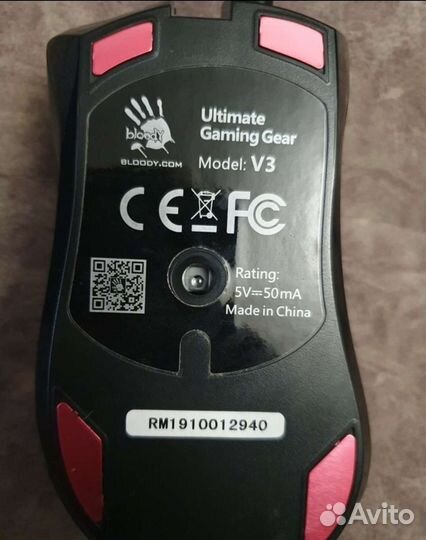 Ultimate
Gaming Gear
Model: V3
bloody
BLOODY.COM
CE FC
Rating:
5V⎓50mA
Made in China
RM1910012940
Avito